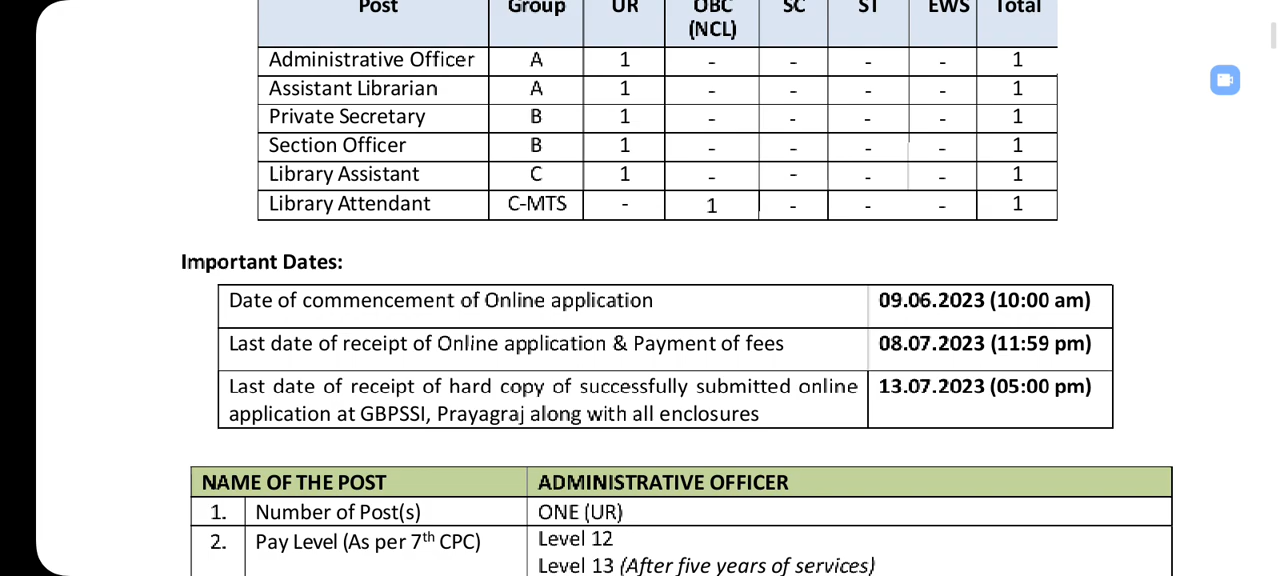 Post Group UR OBC (NCL) SC ST EWS Total
Administrative Officer A 1 - - - - 1
Assistant Librarian A 1 - - - - 1
Private Secretary B 1 - - - - 1
Section Officer B 1 - - - - 1
Library Assistant C 1 - - - - 1
Library Attendant C-MTS - 1 - - - 1
Important Dates:
Date of commencement of Online application 09.06.2023 (10:00 am)
Last date of receipt of Online application & Payment of fees 08.07.2023 (11:59 pm)
Last date of receipt of hard copy of successfully submitted online 13.07.2023 (05:00 pm)
application at GBPSSI, Prayagraj along with all enclosures
NAME OF THE POST ADMINISTRATIVE OFFICER
1. Number of Post(s) ONE (UR)
2. Pay Level (As per 7th CPC) Level 12
Level 13 (After five years of services)